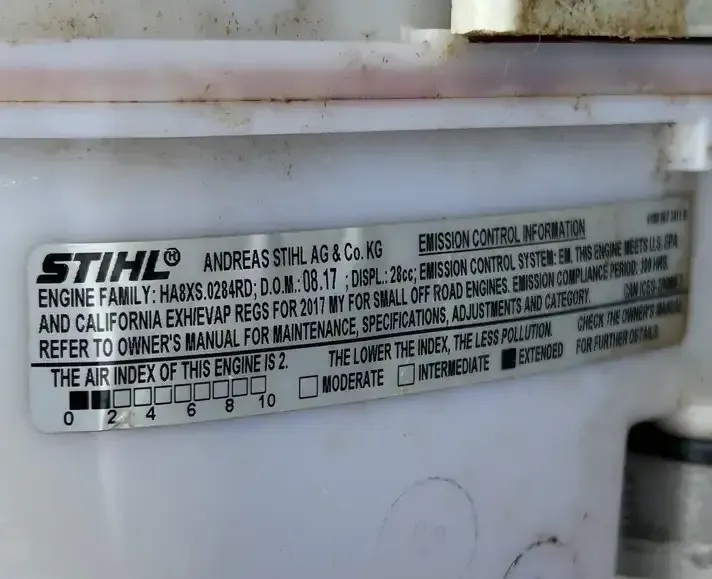 STIHL® ANDREAS STIHL AG & Co. KG EMISSION CONTROL INFORMATION
ENGINE FAMILY: HA8XS.0284RD; D.O.M.: 08.17 ; DISPL.: 28cc; EMISSION CONTROL SYSTEM: EM. THIS ENGINE MEETS U.S. EPA
AND CALIFORNIA EXH/EVAP REGS FOR 2017 MY FOR SMALL OFF ROAD ENGINES. EMISSION COMPLIANCE PERIOD: 300 HRS.
REFER TO OWNER'S MANUAL FOR MAINTENANCE, SPECIFICATIONS, ADJUSTMENTS AND CATEGORY.
THE AIR INDEX OF THIS ENGINE IS 2. THE LOWER THE INDEX, THE LESS POLLUTION. CHECK THE OWNER'S MANUAL
0 2 4 6 8 10 MODERATE INTERMEDIATE EXTENDED FOR FURTHER DETAILS